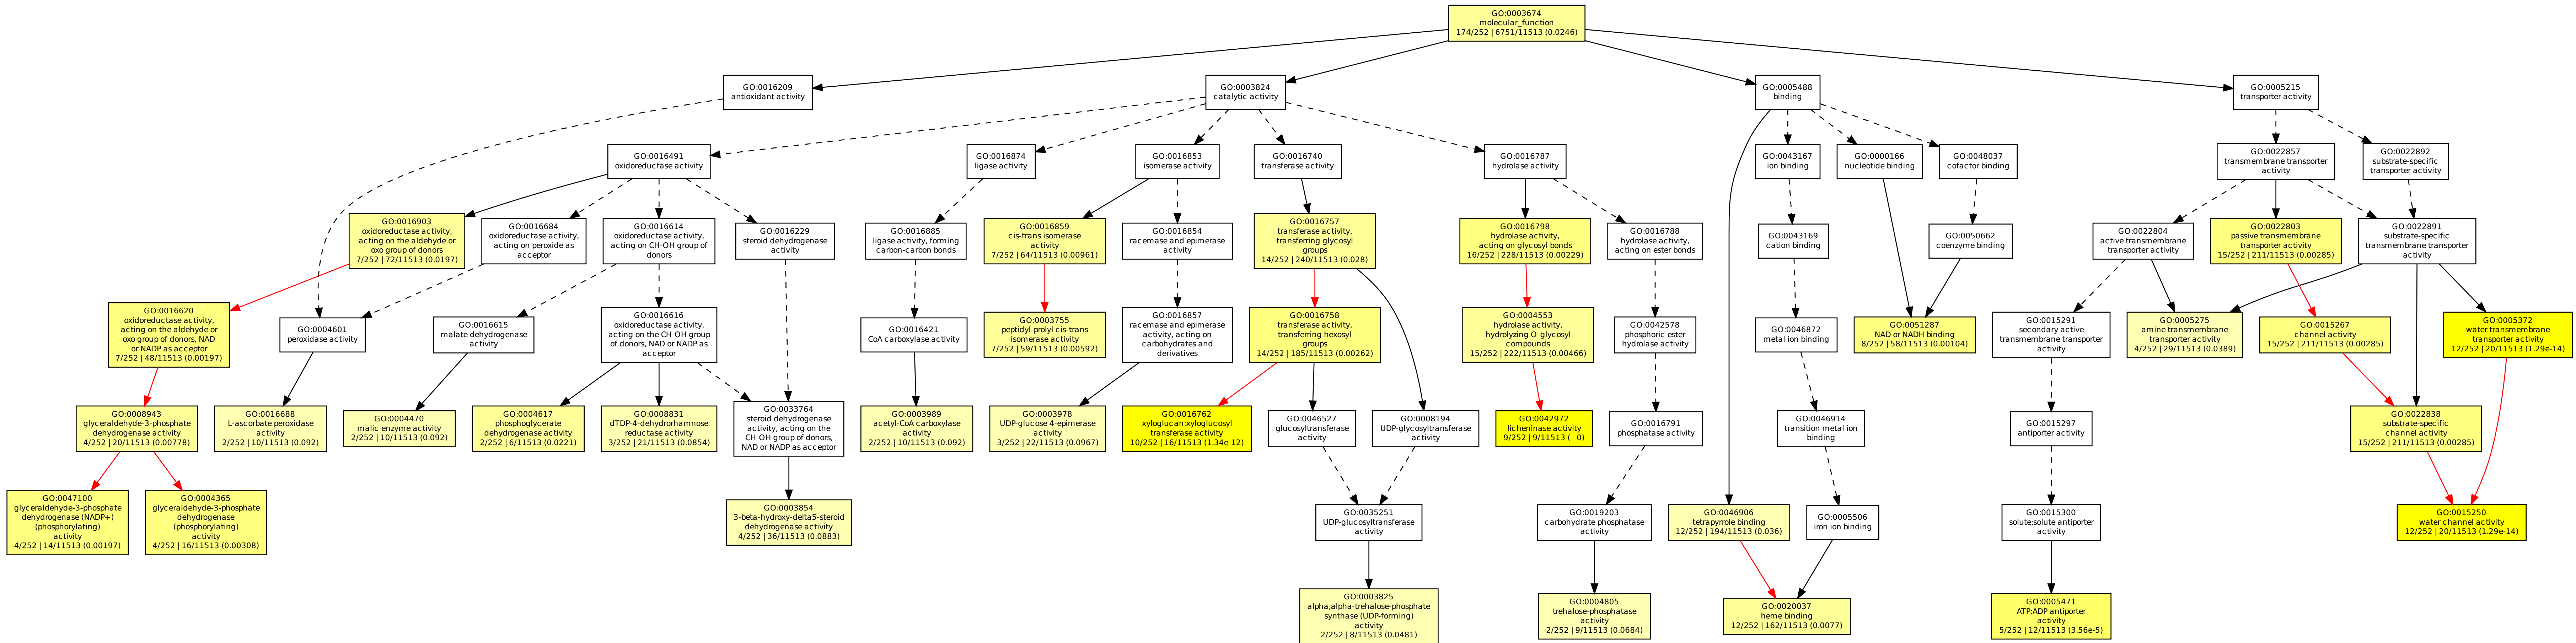 GO:0003674
molecular_function
174/252 | 6751/11513 (0.0246)
GO:0016209
antioxidant activity
GO:0003824
catalytic activity
GO:0005488
binding
GO:0005215
transporter activity
GO:0016491
oxidoreductase activity
GO:0016874
ligase activity
GO:0016853
isomerase activity
GO:0016740
transferase activity
GO:0016787
hydrolase activity
GO:0043167
ion binding
GO:0000166
nucleotide binding
GO:0048037
cofactor binding
GO:0022857
transmembrane transporter
activity
GO:0022892
substrate-specific
transporter activity
GO:0016903
oxidoreductase activity,
acting on the aldehyde or
oxo group of donors
7/252 | 72/11513 (0.0197)
GO:0016684
oxidoreductase activity,
acting on peroxide as
acceptor
GO:0016614
oxidoreductase activity,
acting on CH-OH group of
donors
GO:0016229
steroid dehydrogenase
activity
GO:0016885
ligase activity, forming
carbon-carbon bonds
GO:0016859
cis-trans isomerase
activity
7/252 | 64/11513 (0.00961)
GO:0016854
racemase and epimerase
activity
GO:0016757
transferase activity,
transferring glycosyl
groups
14/252 | 240/11513 (0.028)
GO:0016798
hydrolase activity,
acting on glycosyl bonds
16/252 | 228/11513 (0.00229)
GO:0016788
hydrolase activity,
acting on ester bonds
GO:0043169
cation binding
GO:0050662
coenzyme binding
GO:0022804
active transmembrane
transporter activity
GO:0022803
passive transmembrane
transporter activity
15/252 | 211/11513 (0.00285)
GO:0022891
substrate-specific
transmembrane transporter
activity
GO:0016620
oxidoreductase activity,
acting on the aldehyde or
oxo group of donors, NAD
or NADP as acceptor
7/252 | 48/11513 (0.00197)
GO:0004601
peroxidase activity
GO:0016615
malate dehydrogenase
activity
GO:0016616
oxidoreductase activity,
acting on the CH-OH group
of donors, NAD or NADP as
acceptor
GO:0016421
CoA carboxylase activity
GO:0003755
peptidyl-prolyl cis-trans
isomerase activity
7/252 | 59/11513 (0.00592)
GO:0016857
racemase and epimerase
activity, acting on
carbohydrates and
derivatives
GO:0016758
transferase activity,
transferring hexosyl
groups
14/252 | 185/11513 (0.00262)
GO:0004553
hydrolase activity,
hydrolyzing O-glycosyl
compounds
15/252 | 222/11513 (0.00466)
GO:0042578
phosphoric ester
hydrolase activity
GO:0046872
metal ion binding
GO:0051287
NAD or NADH binding
8/252 | 58/11513 (0.00104)
GO:0015291
secondary active
transmembrane transporter
activity
GO:0005275
amine transmembrane
transporter activity
4/252 | 29/11513 (0.0389)
GO:0015267
channel activity
15/252 | 211/11513 (0.00285)
GO:0005372
water transmembrane
transporter activity
12/252 | 20/11513 (1.29e-14)
GO:0008943
glyceraldehyde-3-phosphate
dehydrogenase activity
4/252 | 20/11513 (0.00778)
GO:0016688
L-ascorbate peroxidase
activity
2/252 | 10/11513 (0.092)
GO:0004470
malic enzyme activity
2/252 | 10/11513 (0.092)
GO:0004617
phosphoglycerate
dehydrogenase activity
2/252 | 6/11513 (0.0221)
GO:0008831
dTDP-4-dehydrorhamnose
reductase activity
3/252 | 21/11513 (0.0854)
GO:0033764
steroid dehydrogenase
activity, acting on the
CH-OH group of donors,
NAD or NADP as acceptor
GO:0003989
acetyl-CoA carboxylase
activity
2/252 | 10/11513 (0.092)
GO:0003978
UDP-glucose 4-epimerase
activity
3/252 | 22/11513 (0.0967)
GO:0016762
xyloglucan:xyloglucosyl
transferase activity
10/252 | 16/11513 (1.34e-12)
GO:0046527
glucosyltransferase
activity
GO:0008194
UDP-glycosyltransferase
activity
GO:0042972
licheninase activity
9/252 | 9/11513 ( 0)
GO:0016791
phosphatase activity
GO:0046914
transition metal ion
binding
GO:0015297
antiporter activity
GO:0022838
substrate-specific
channel activity
15/252 | 211/11513 (0.00285)
GO:0047100
glyceraldehyde-3-phosphate
dehydrogenase (NADP+)
(phosphorylating)
activity
4/252 | 14/11513 (0.00197)
GO:0004365
glyceraldehyde-3-phosphate
dehydrogenase
(phosphorylating)
activity
4/252 | 16/11513 (0.00308)
GO:0003854
3-beta-hydroxy-delta5-steroid
dehydrogenase activity
4/252 | 36/11513 (0.0883)
GO:0035251
UDP-glucosyltransferase
activity
GO:0019203
carbohydrate phosphatase
activity
GO:0046906
tetrapyrrole binding
12/252 | 194/11513 (0.036)
GO:0005506
iron ion binding
GO:0015300
solute:solute antiporter
activity
GO:0015250
water channel activity
12/252 | 20/11513 (1.29e-14)
GO:0003825
alpha,alpha-trehalose-phosphate
synthase (UDP-forming)
activity
2/252 | 8/11513 (0.0481)
GO:0004805
trehalose-phosphatase
activity
2/252 | 9/11513 (0.0684)
GO:0020037
heme binding
12/252 | 162/11513 (0.0077)
GO:0005471
ATP:ADP antiporter
activity
5/252 | 12/11513 (3.56e-5)